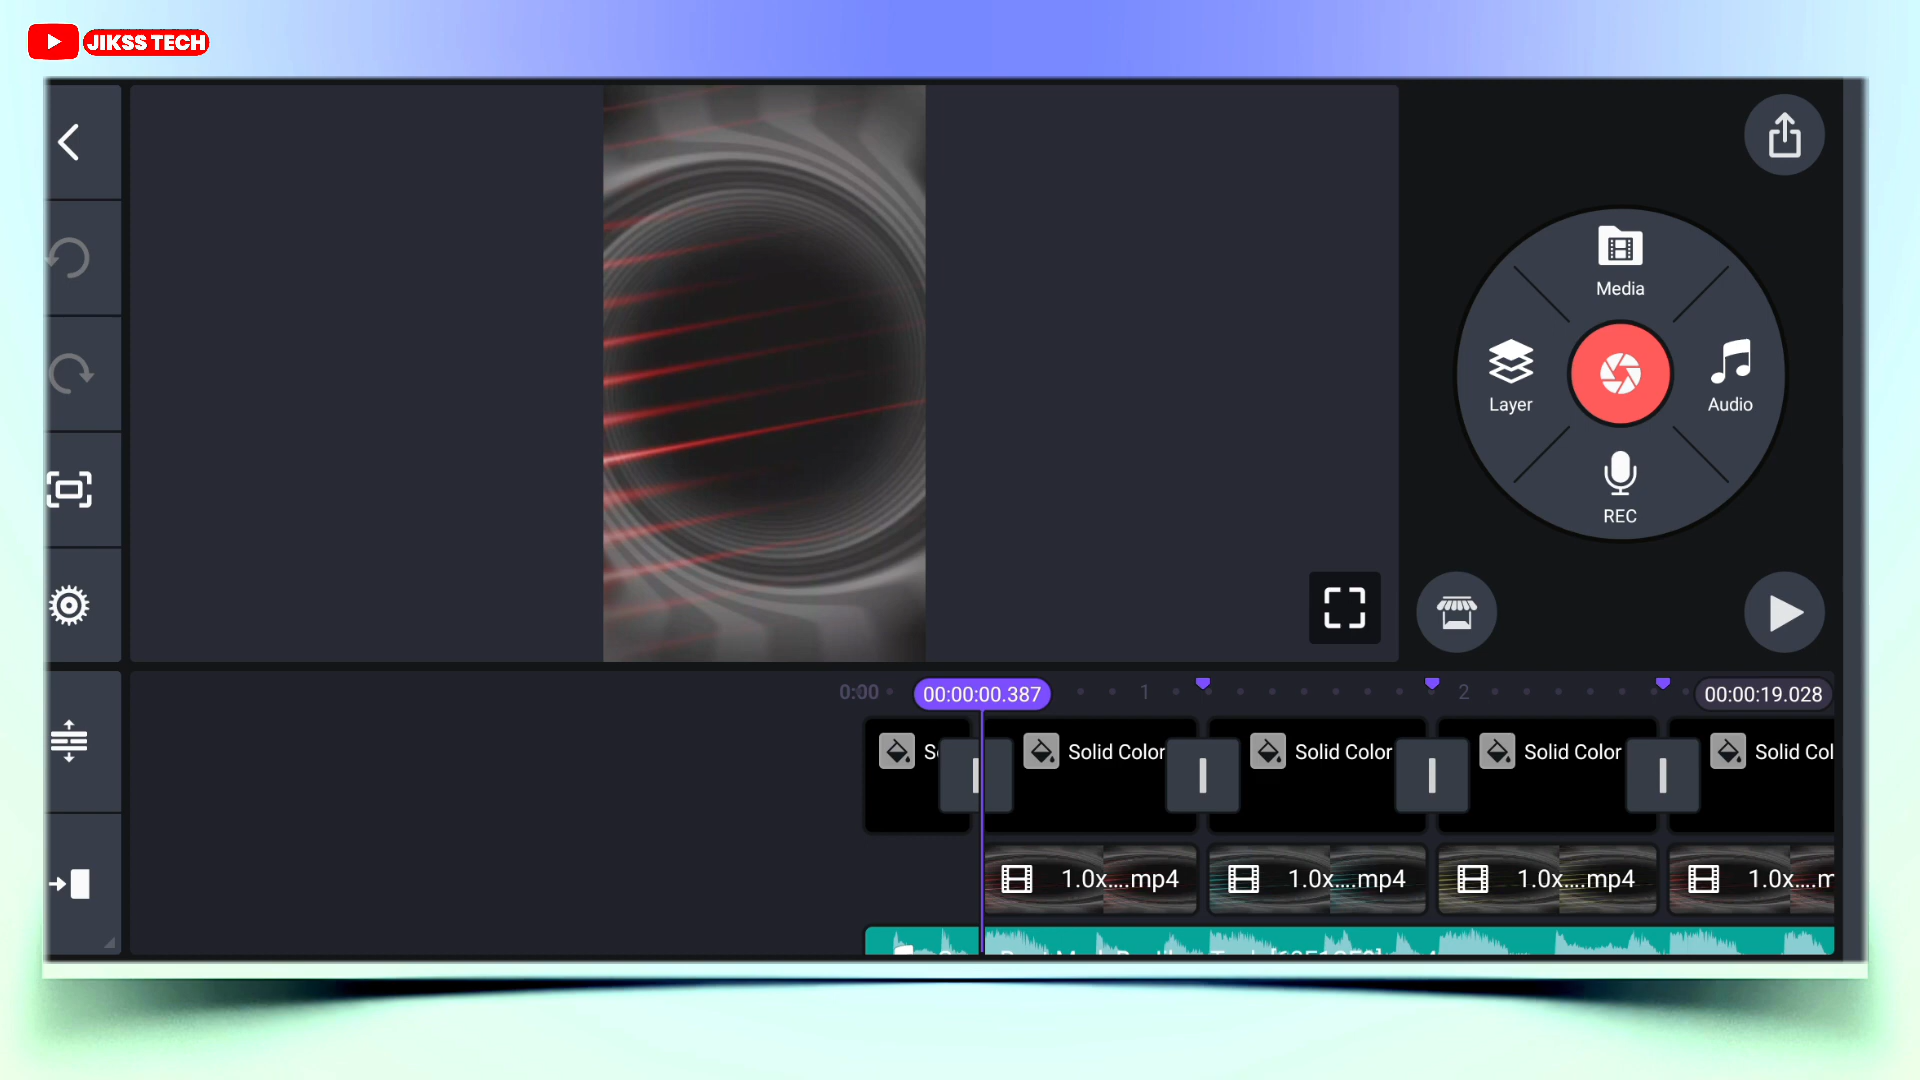 JIKSS TECH
Media
Layer
Audio
REC
0:00
00:00:00.387
1
2
00:00:19.028
Solid Color
Solid Color
Solid Color
Solid Col
1.0x....mp4
1.0x....mp4
1.0x....mp4
1.0x....m